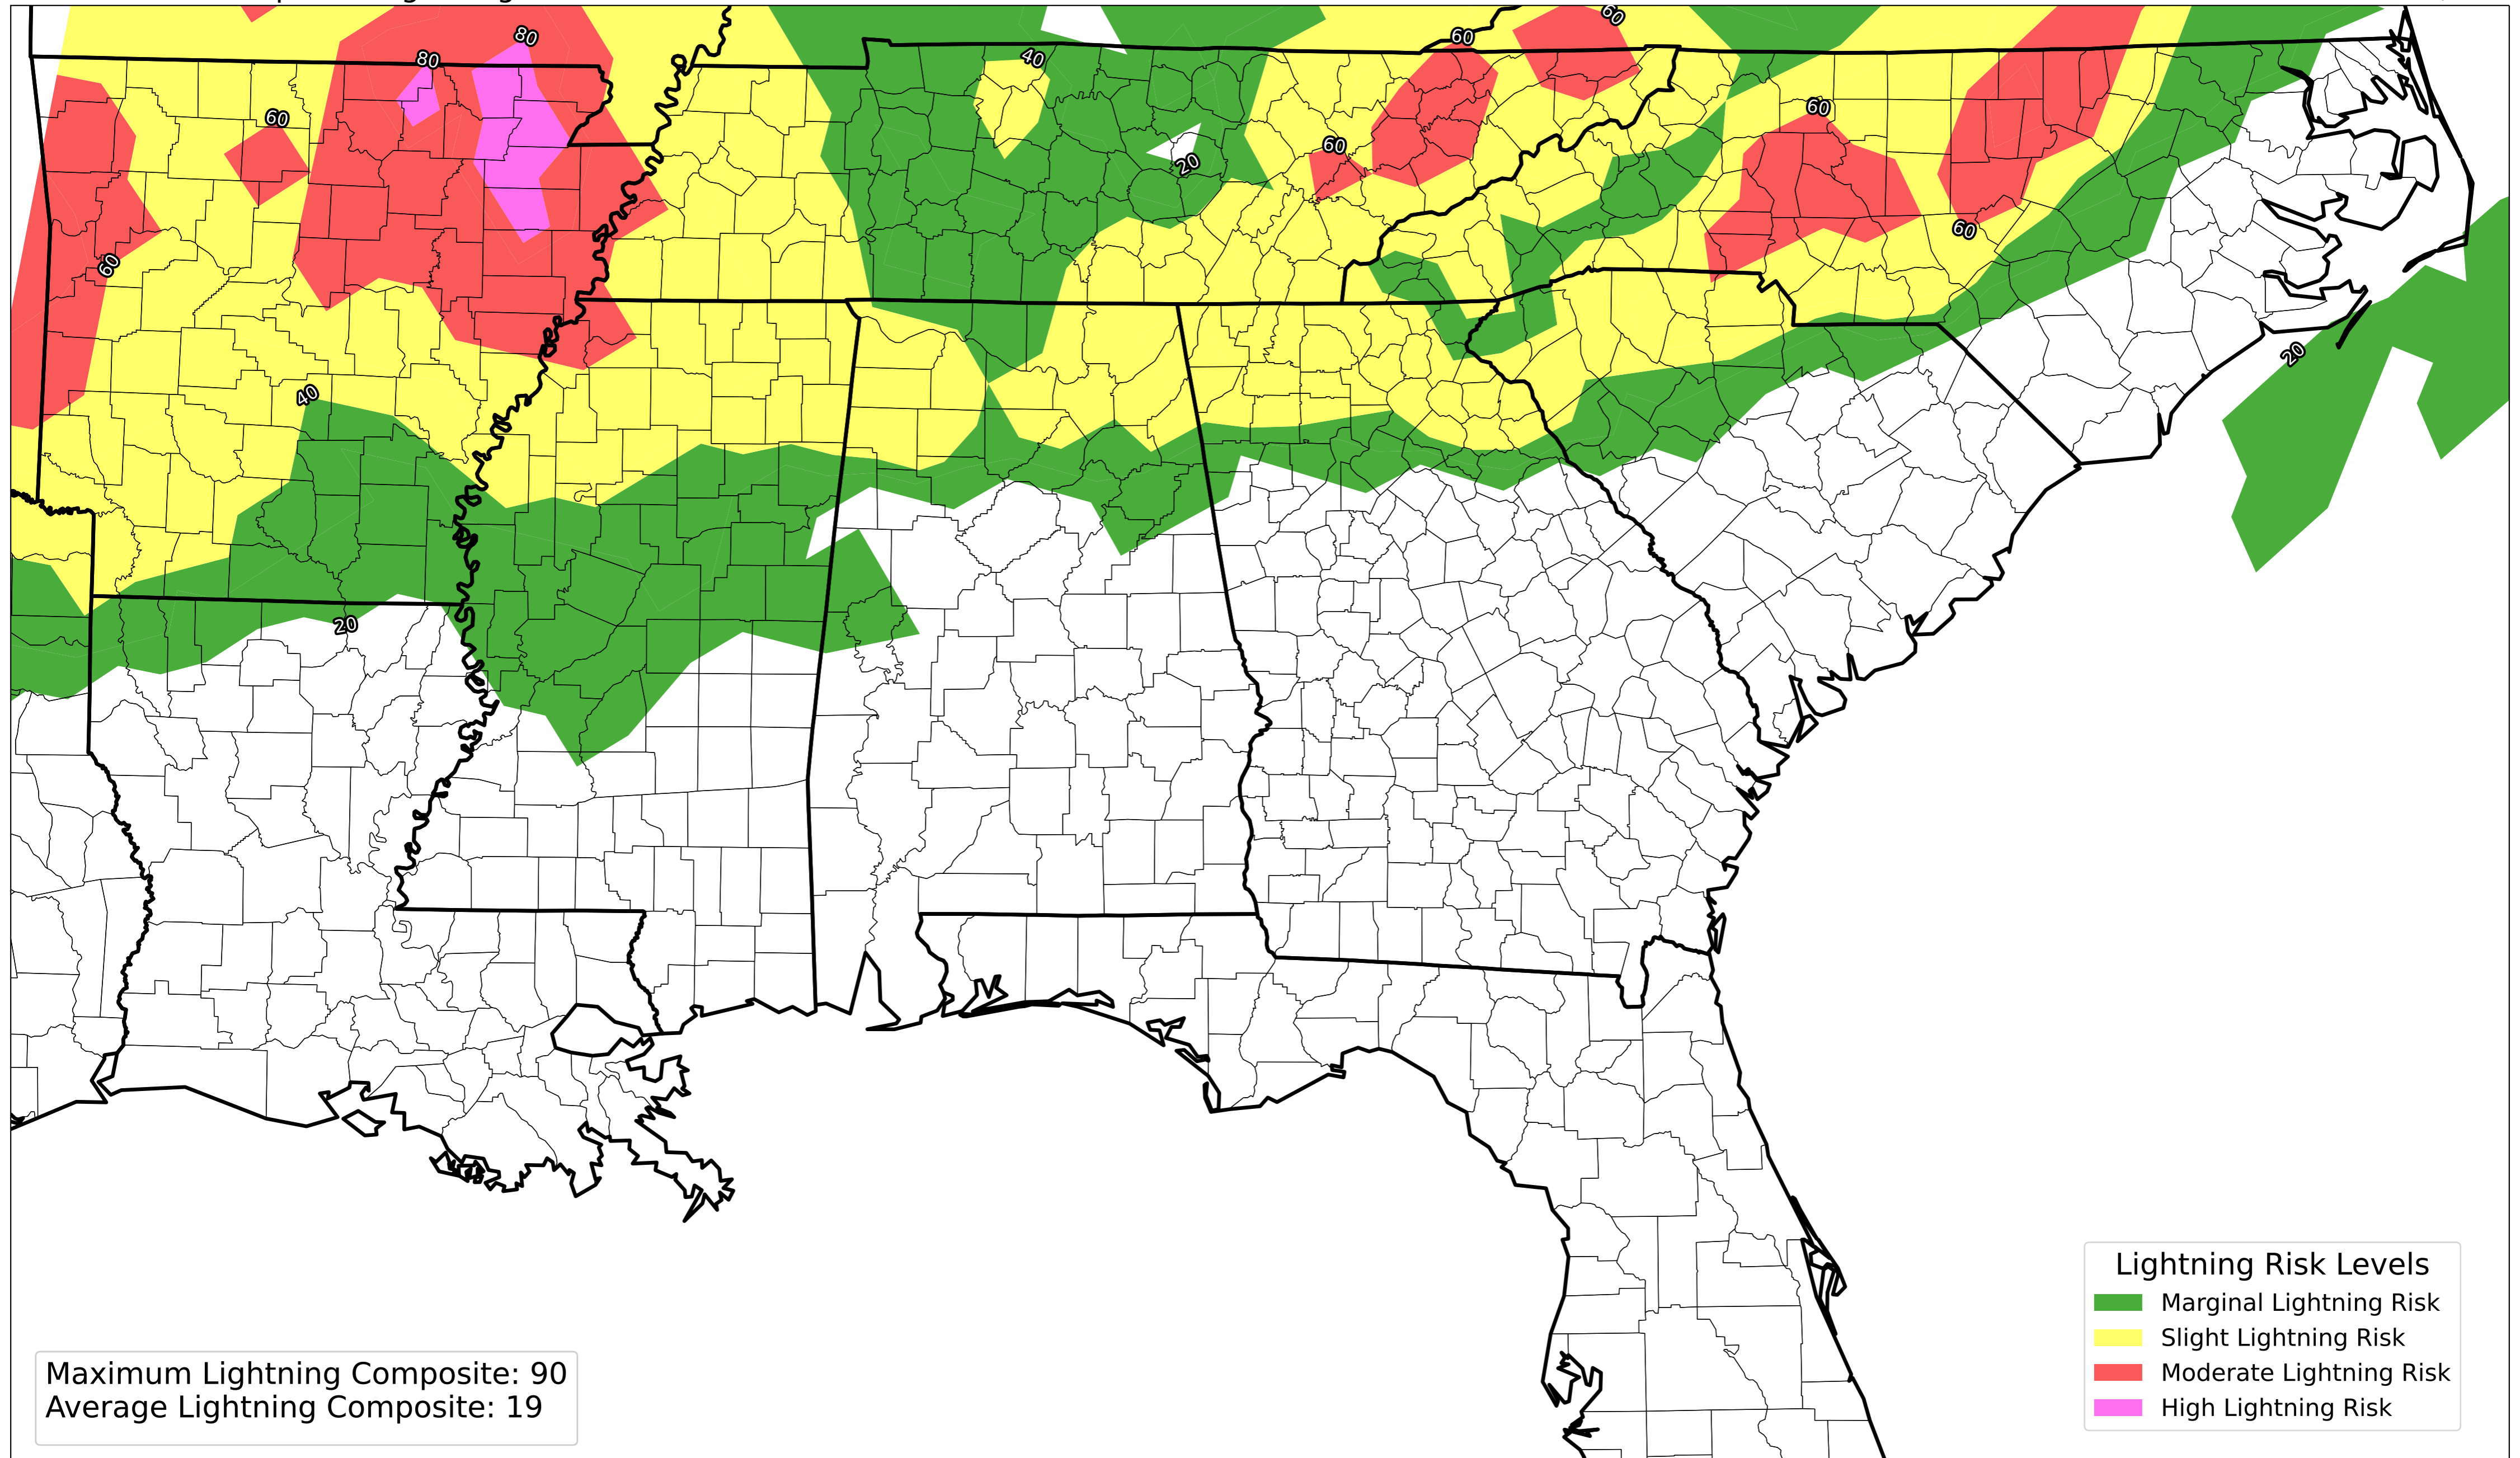 80
60
60
40
80
60
60
60
40
20
60
60
20
40
20
Lightning Risk Levels
Marginal Lightning Risk
Slight Lightning Risk
Moderate Lightning Risk
High Lightning Risk
Maximum Lightning Composite: 90
Average Lightning Composite: 19